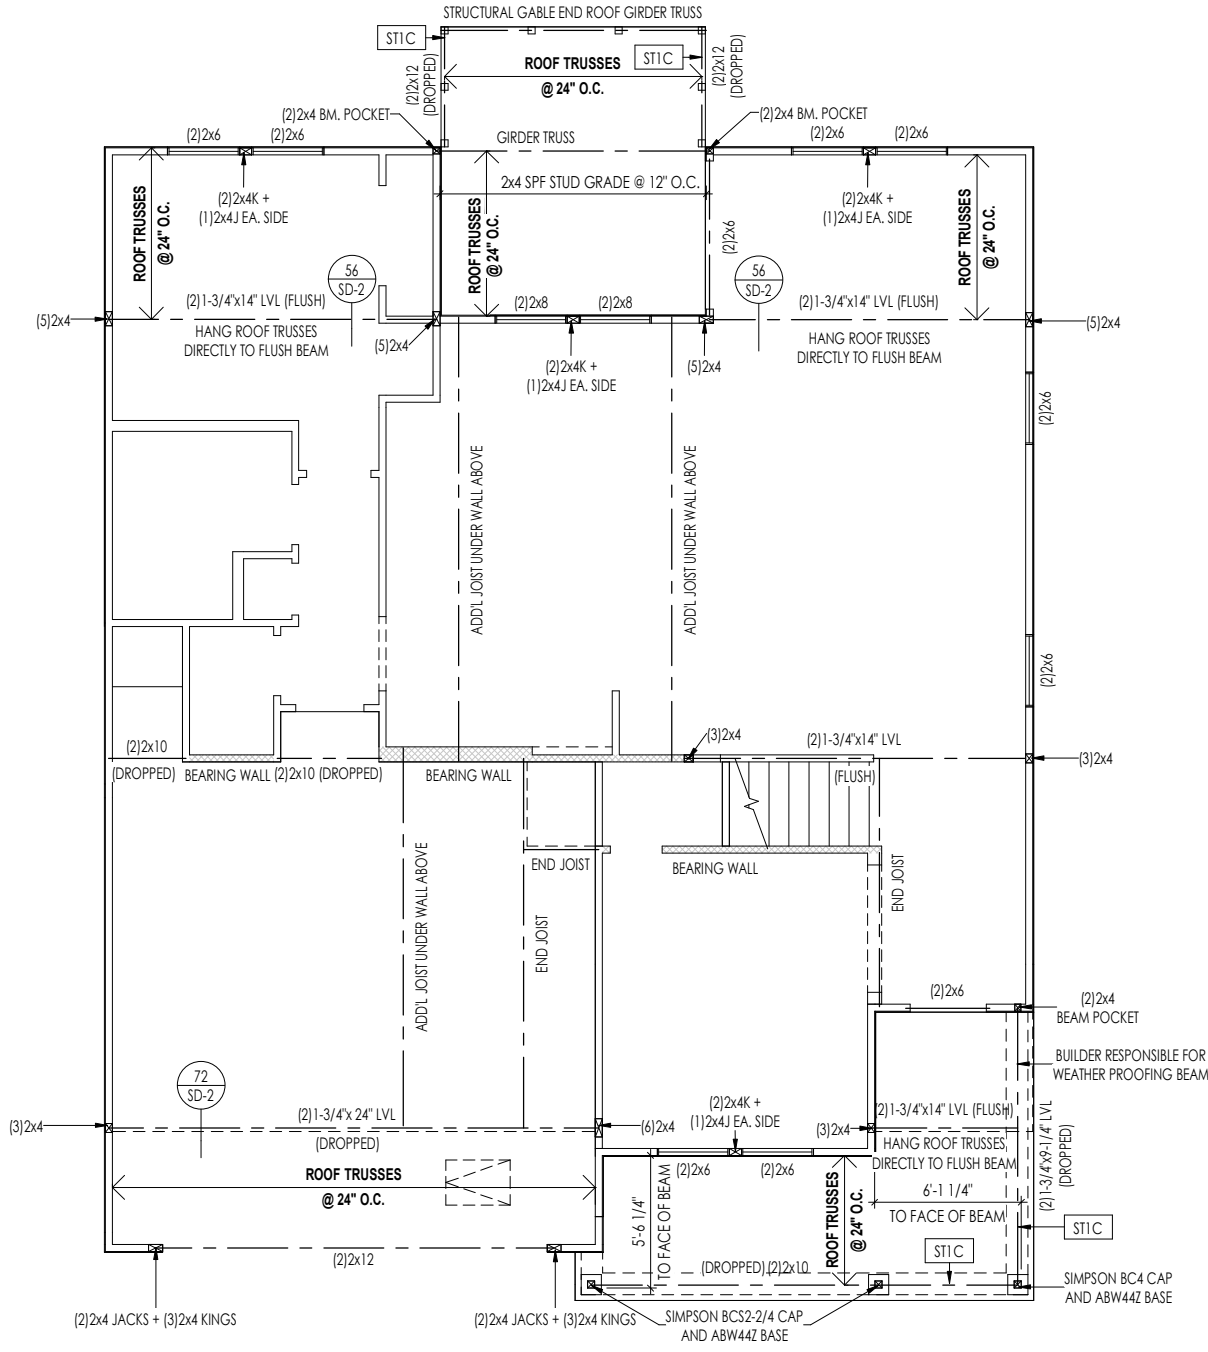 STRUCTURAL GABLE END ROOF GIRDER TRUSS
ST1C
ST1C
(2)2x12
(DROPPED)
(2)2x12
(DROPPED)
ROOF TRUSSES
@ 24" O.C.
(2)2x4 BM. POCKET
(2)2x4 BM. POCKET
(2)2x6
(2)2x6
GIRDER TRUSS
(2)2x6
(2)2x6
2x4 SPF STUD GRADE @ 12" O.C.
(2)2x4K +
(1)2x4J EA. SIDE
(2)2x4K +
(1)2x4J EA. SIDE
ROOF TRUSSES
@ 24" O.C.
ROOF TRUSSES
@ 24" O.C.
(2)2x6
ROOF TRUSSES
@ 24" O.C.
56
SD-2
56
SD-2
(2)1-3/4"x14" LVL (FLUSH)
(2)2x8
(2)2x8
(2)1-3/4"x14" LVL (FLUSH)
(5)2x4
HANG ROOF TRUSSES
DIRECTLY TO FLUSH BEAM
(5)2x4
(2)2x4K +
(1)2x4J EA. SIDE
(5)2x4
HANG ROOF TRUSSES
DIRECTLY TO FLUSH BEAM
(5)2x4
(2)2x6
ADD'L JOIST UNDER WALL ABOVE
ADD'L JOIST UNDER WALL ABOVE
(2)2x6
(2)2x10
(DROPPED)
BEARING WALL
(2)2x10 (DROPPED)
BEARING WALL
(3)2x4
(2)1-3/4"x14" LVL
(FLUSH)
(3)2x4
END JOIST
BEARING WALL
END JOIST
ADD'L JOIST UNDER WALL ABOVE
END JOIST
(2)2x6
(2)2x4
BEAM POCKET
BUILDER RESPONSIBLE FOR
WEATHER PROOFING BEAM
72
SD-2
(2)1-3/4"x 24" LVL
(DROPPED)
(3)2x4
(6)2x4
(2)2x4K +
(1)2x4J EA. SIDE
(3)2x4
(2)1-3/4"x14" LVL (FLUSH)
HANG ROOF TRUSSES
DIRECTLY TO FLUSH BEAM
(2)1-3/4"x9-1/4" LVL
(DROPPED)
ROOF TRUSSES
@ 24" O.C.
(2)2x6
(2)2x6
5'-6 1/4"
TO FACE OF BEAM
ROOF TRUSSES
@ 24" O.C.
6'-1 1/4"
TO FACE OF BEAM
ST1C
ST1C
(2)2x12
(DROPPED) (2)2x10
SIMPSON BC4 CAP
AND ABW44Z BASE
(2)2x4 JACKS + (3)2x4 KINGS
(2)2x4 JACKS + (3)2x4 KINGS
SIMPSON BCS2-2/4 CAP
AND ABW44Z BASE